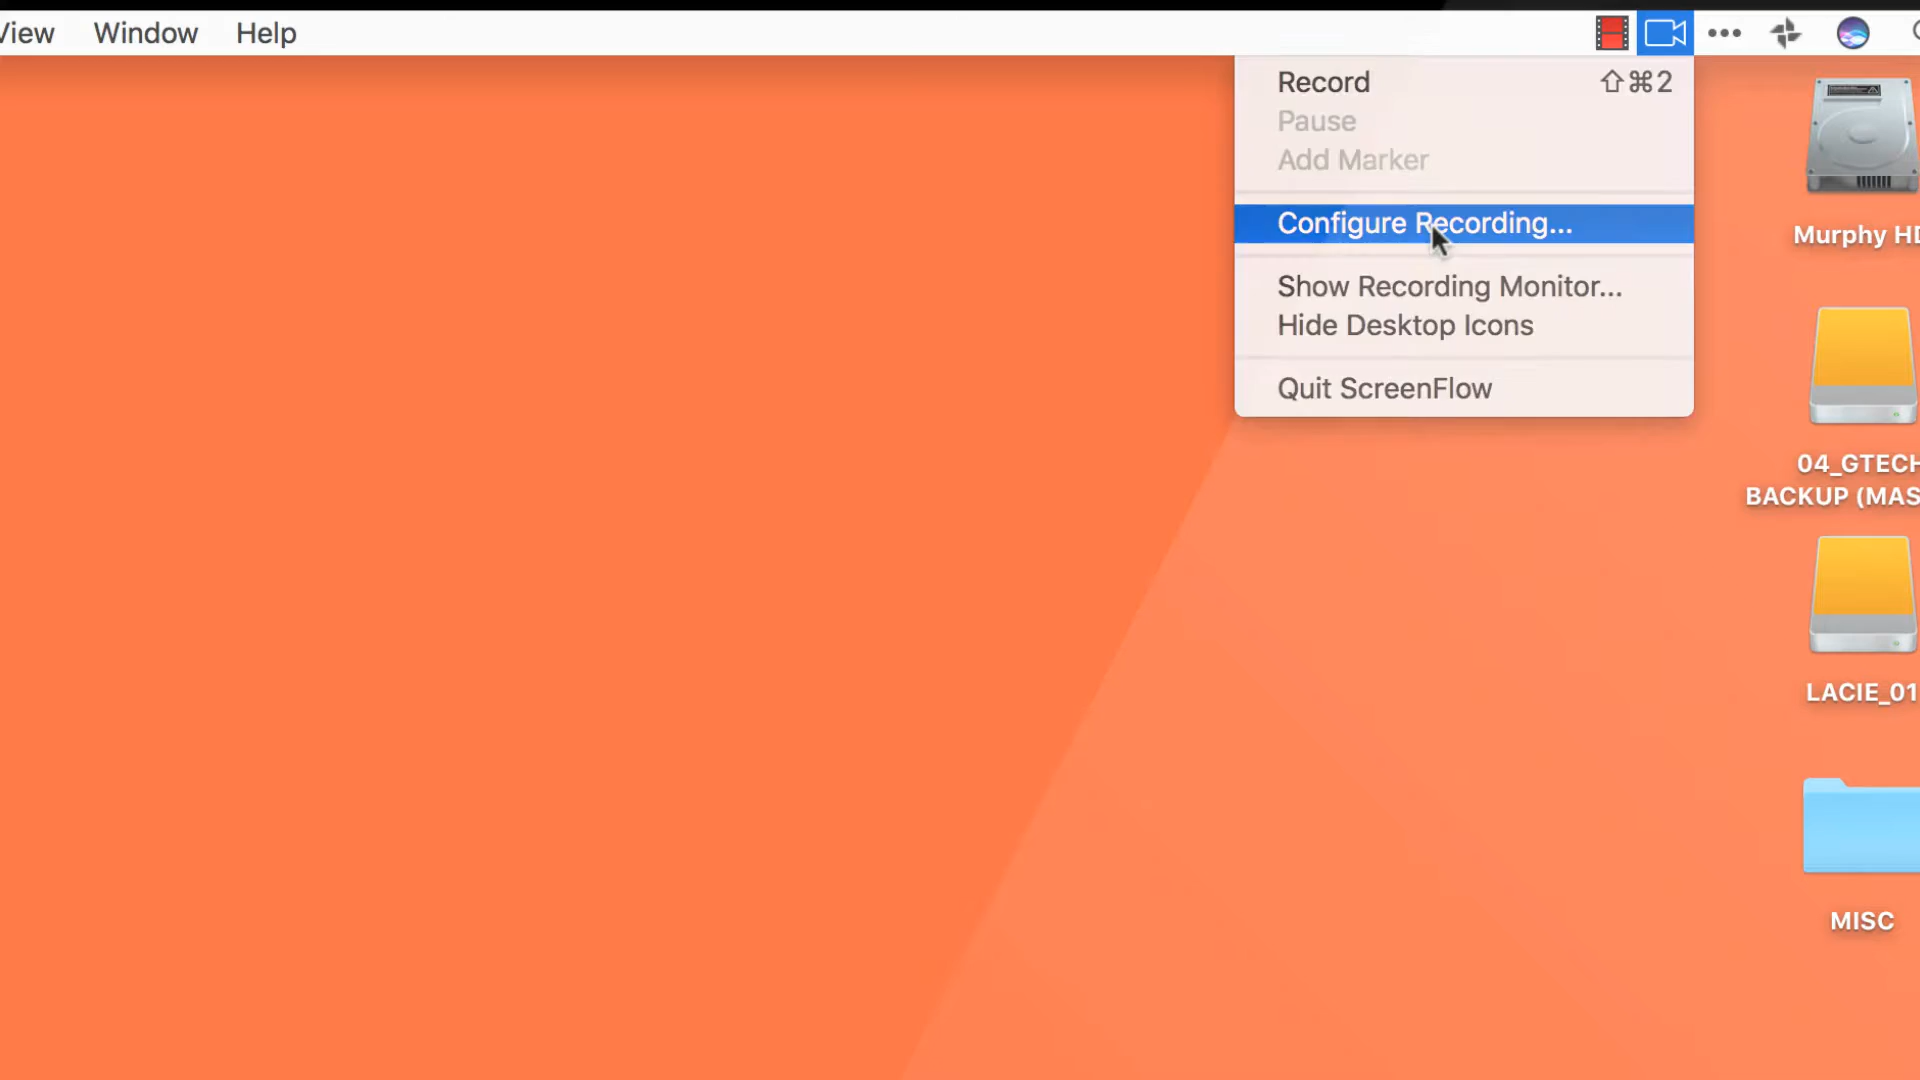 View Window Help
Record ⇧⌘2
Pause
Add Marker
Configure Recording...
Show Recording Monitor...
Hide Desktop Icons
Quit ScreenFlow
Murphy HD
04_GTECH
BACKUP (MAS
LACIE_01
MISC